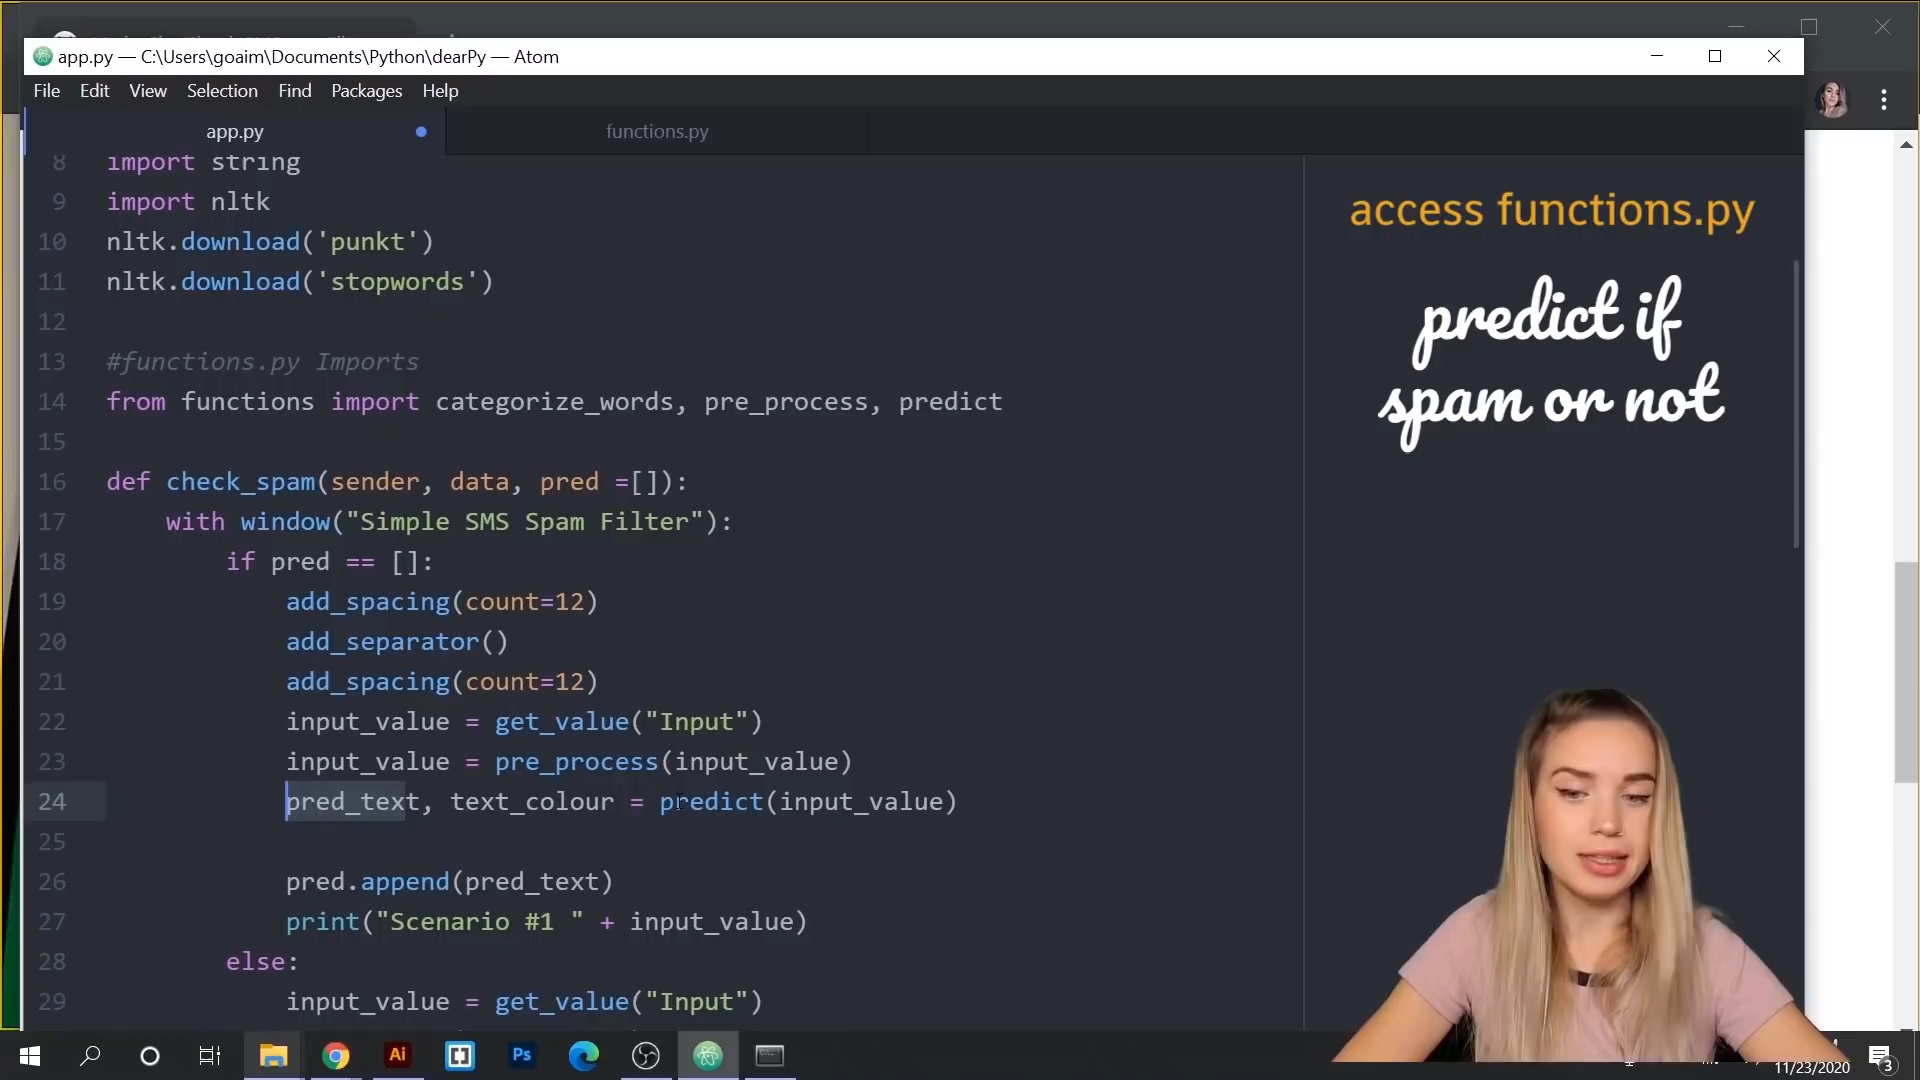 app.py — C:\Users\goaim\Documents\Python\dearPy — Atom
File Edit View Selection Find Packages Help
app.py functions.py
8 import string
9 import nltk
10 nltk.download('punkt')
11 nltk.download('stopwords')
12
13 #functions.py Imports
14 from functions import categorize_words, pre_process, predict
15
16 def check_spam(sender, data, pred =[]):
17 with window("Simple SMS Spam Filter"):
18 if pred == []:
19 add_spacing(count=12)
20 add_separator()
21 add_spacing(count=12)
22 input_value = get_value("Input")
23 input_value = pre_process(input_value)
24 pred_text, text_colour = predict(input_value)
25
26 pred.append(pred_text)
27 print("Scenario #1 " + input_value)
28 else:
29 input_value = get_value("Input")
access functions.py
predict if
spam or not
Ai
Ps
11/23/2020
3